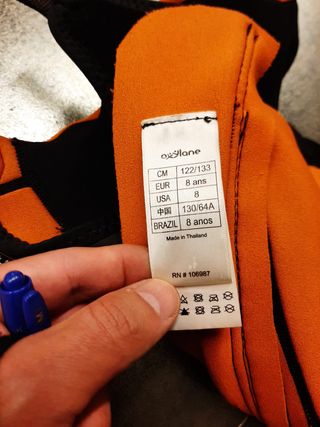 oxylane
CM 122/133
EUR 8 ans
USA 8
中国 130/64A
BRAZIL 8 anos
Made in Thailand
RN # 106987